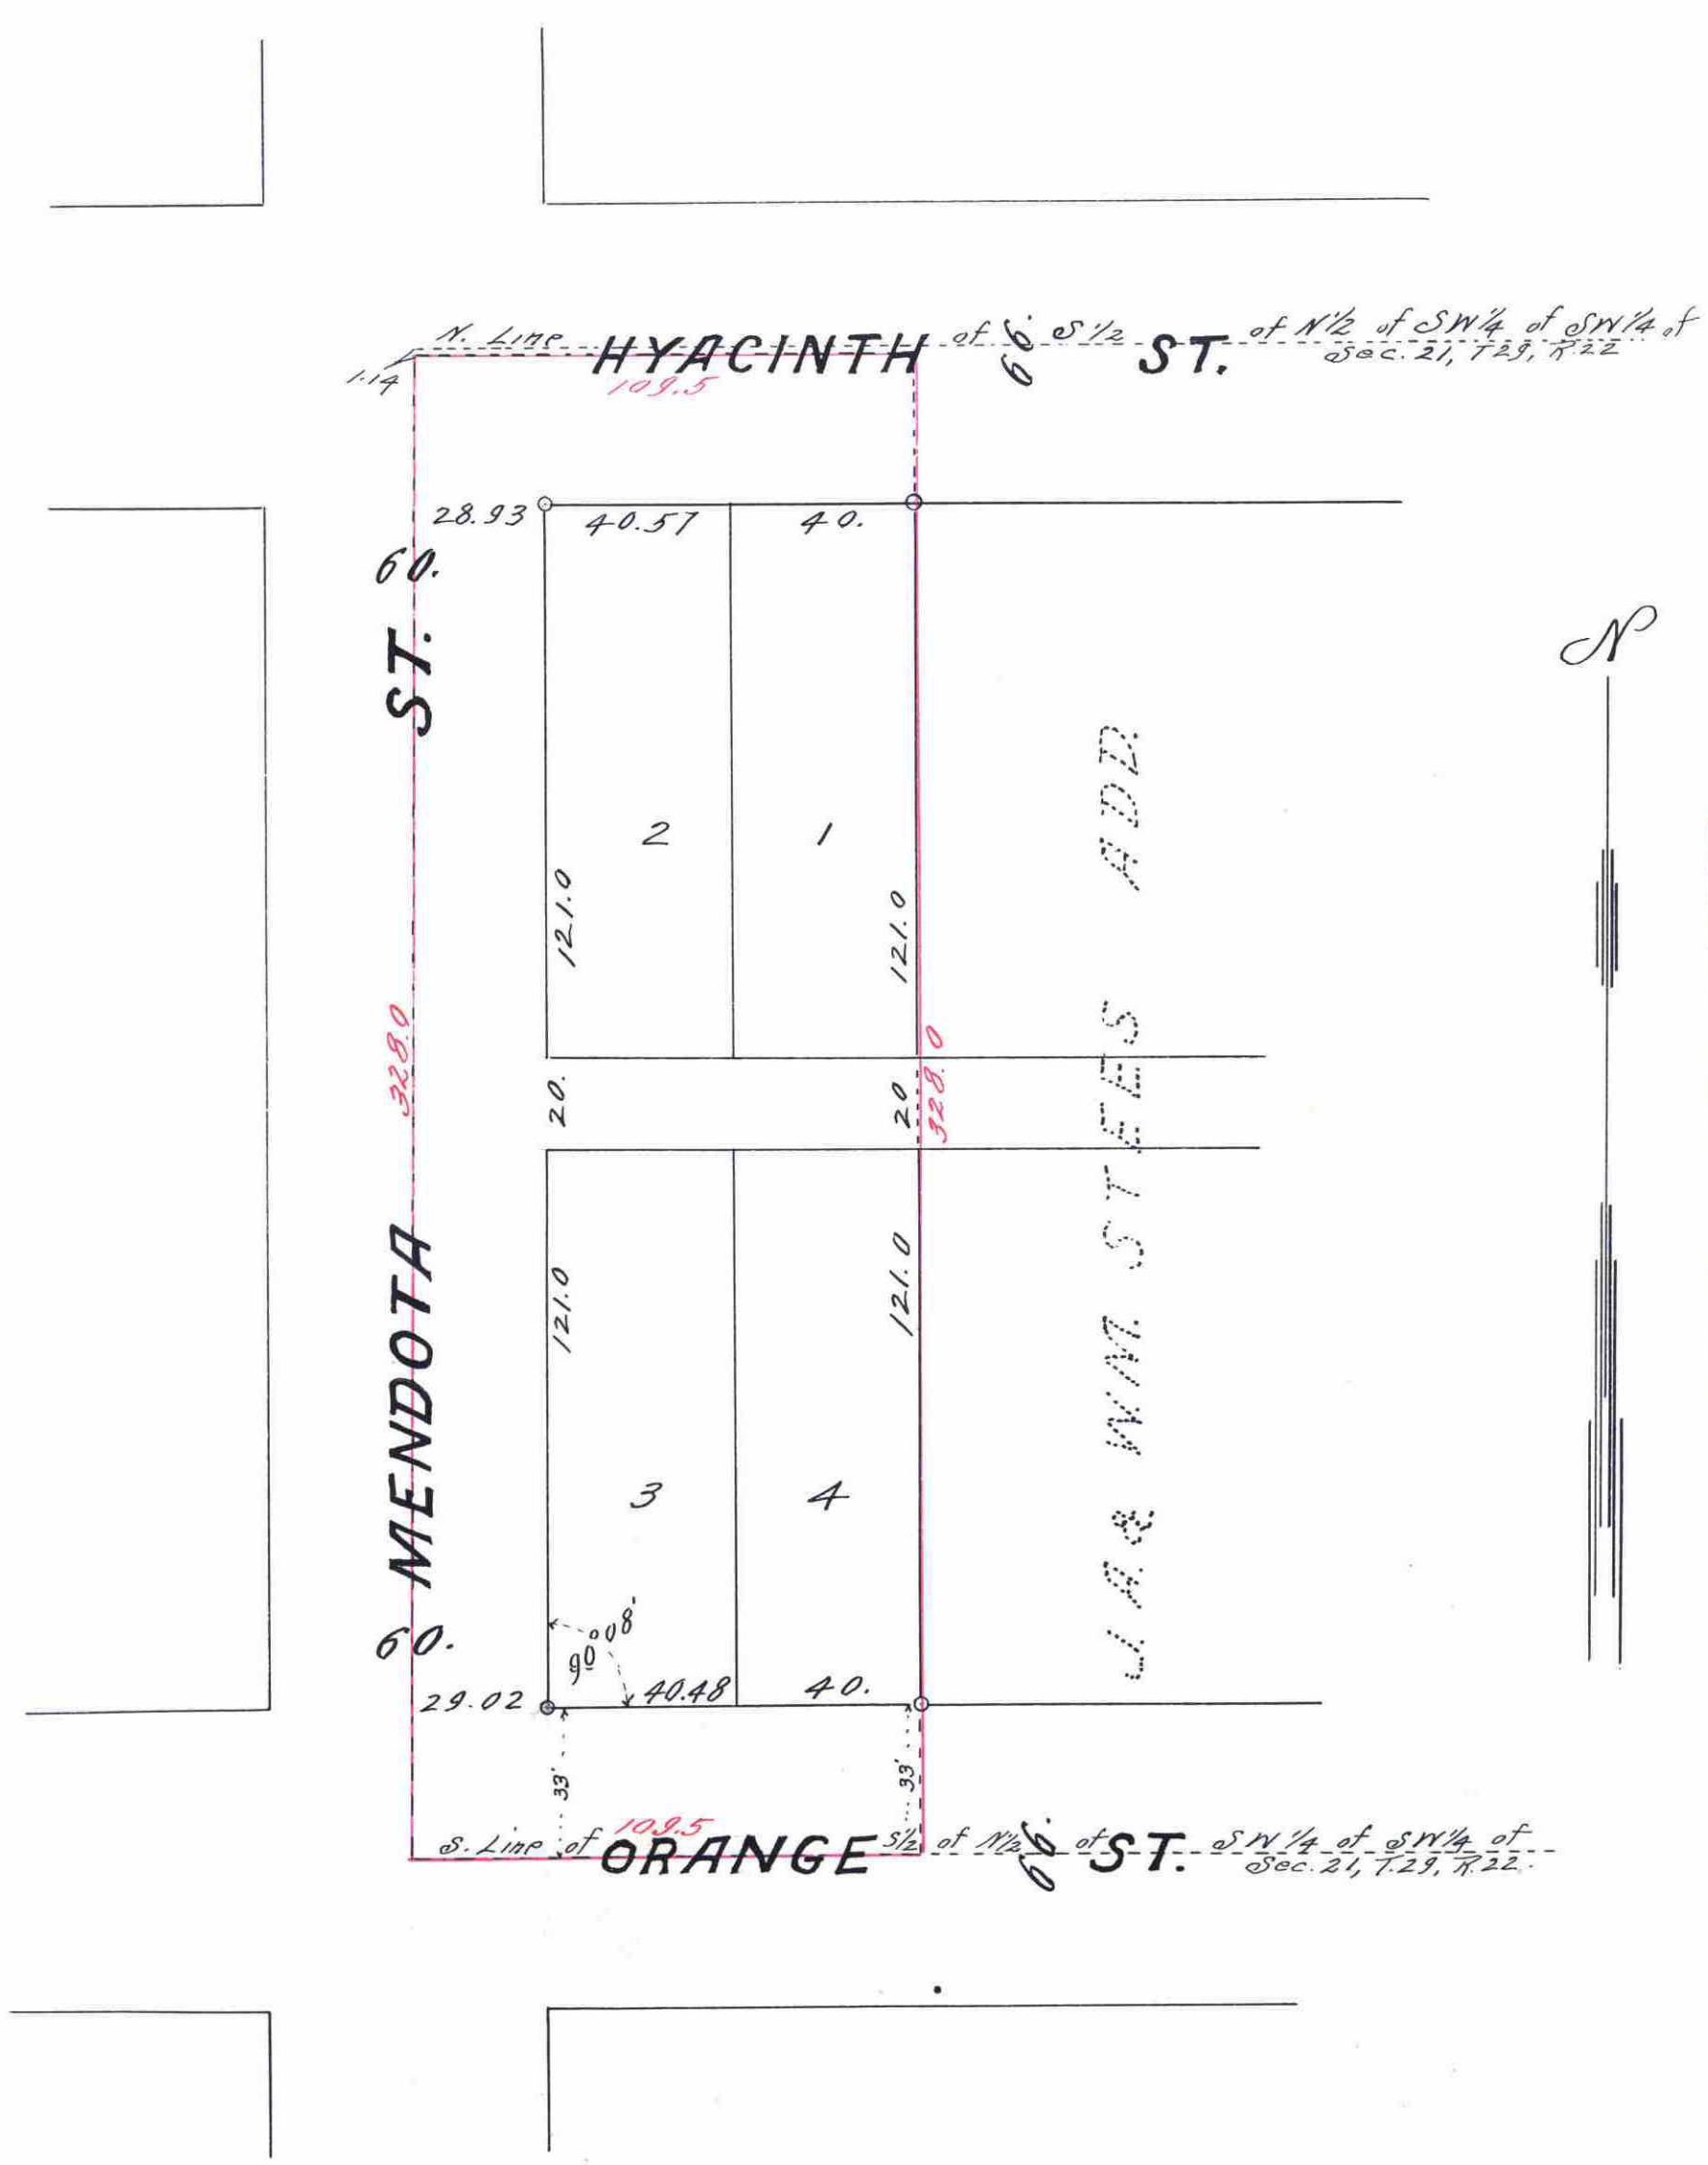 N. Line HYACINTH of S½ 66. ST. of N½ of SW¼ of SW¼ of
Sec. 21, T29, R.22
1.14
109.5
28.93 40.57 40.
60.
N
MENDOTA ST.
328.0
2 1
121.0 121.0
20. 20
328.0
J. A. & WM. STEES ADD.
121.0 121.0
3 4
90°08'
60.
29.02 40.48 40.
33' 33'
109.5
S. Line of ORANGE S½ of N½ 66. of ST. SW¼ of SW¼ of
Sec. 21, T.29, R.22.